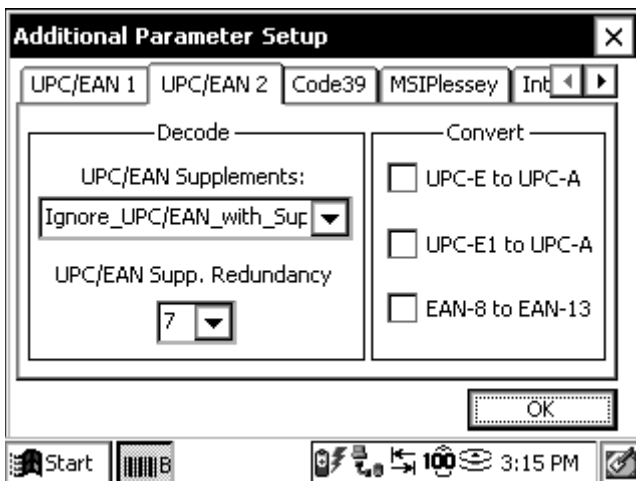 Additional Parameter Setup
UPC/EAN 1 UPC/EAN 2 Code39 MSIPlessey Int
Decode
UPC/EAN Supplements:
Ignore_UPC/EAN_with_Sup
UPC/EAN Supp. Redundancy
7
Convert
UPC-E to UPC-A
UPC-E1 to UPC-A
EAN-8 to EAN-13
OK
Start B 100 3:15 PM